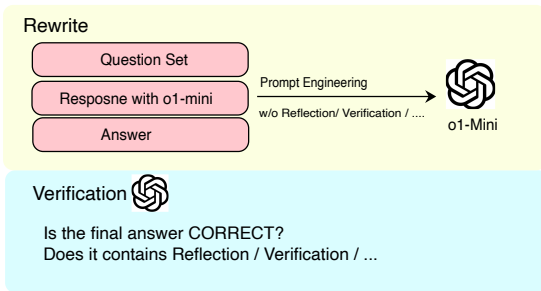 Rewrite
Question Set
Resposne with o1-mini
Answer
Prompt Engineering
w/o Reflection/ Verification / ....
o1-Mini
Verification
Is the final answer CORRECT?
Does it contains Reflection / Verification / ...